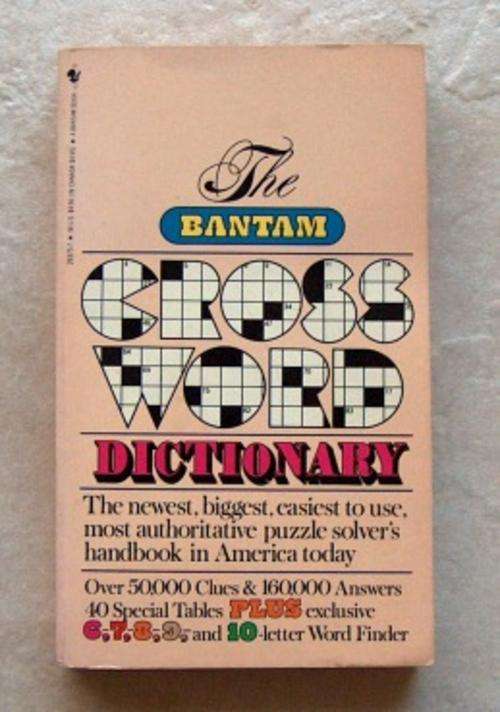 The
BANTAM
CROSS
WORD
DICTIONARY
The newest, biggest, easiest to use,
most authoritative puzzle solver's
handbook in America today
Over 50,000 Clues & 160,000 Answers
40 Special Tables PLUS exclusive
6-,7-,8-,9-, and 10-letter Word Finder